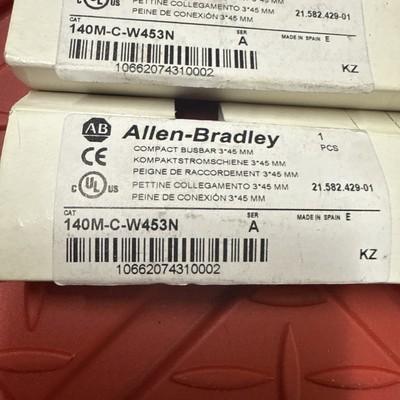 PETTINE COLLEGAMENTO 3*45 MM
PEINE DE CONEXIÓN 3*45 MM
21.582.429-01
CAT
140M-C-W453N
SER
A
MADE IN SPAIN E
10662074310002
KZ
AB
Allen-Bradley
1
PCS
CE
COMPACT BUSBAR 3*45 MM
KOMPAKTSTROMSCHIENE 3*45 MM
PEIGNE DE RACCORDEMENT 3*45 MM
C UL US
PETTINE COLLEGAMENTO 3*45 MM
21.582.429-01
PEINE DE CONEXIÓN 3*45 MM
CAT
140M-C-W453N
SER
A
MADE IN SPAIN E
10662074310002
KZ